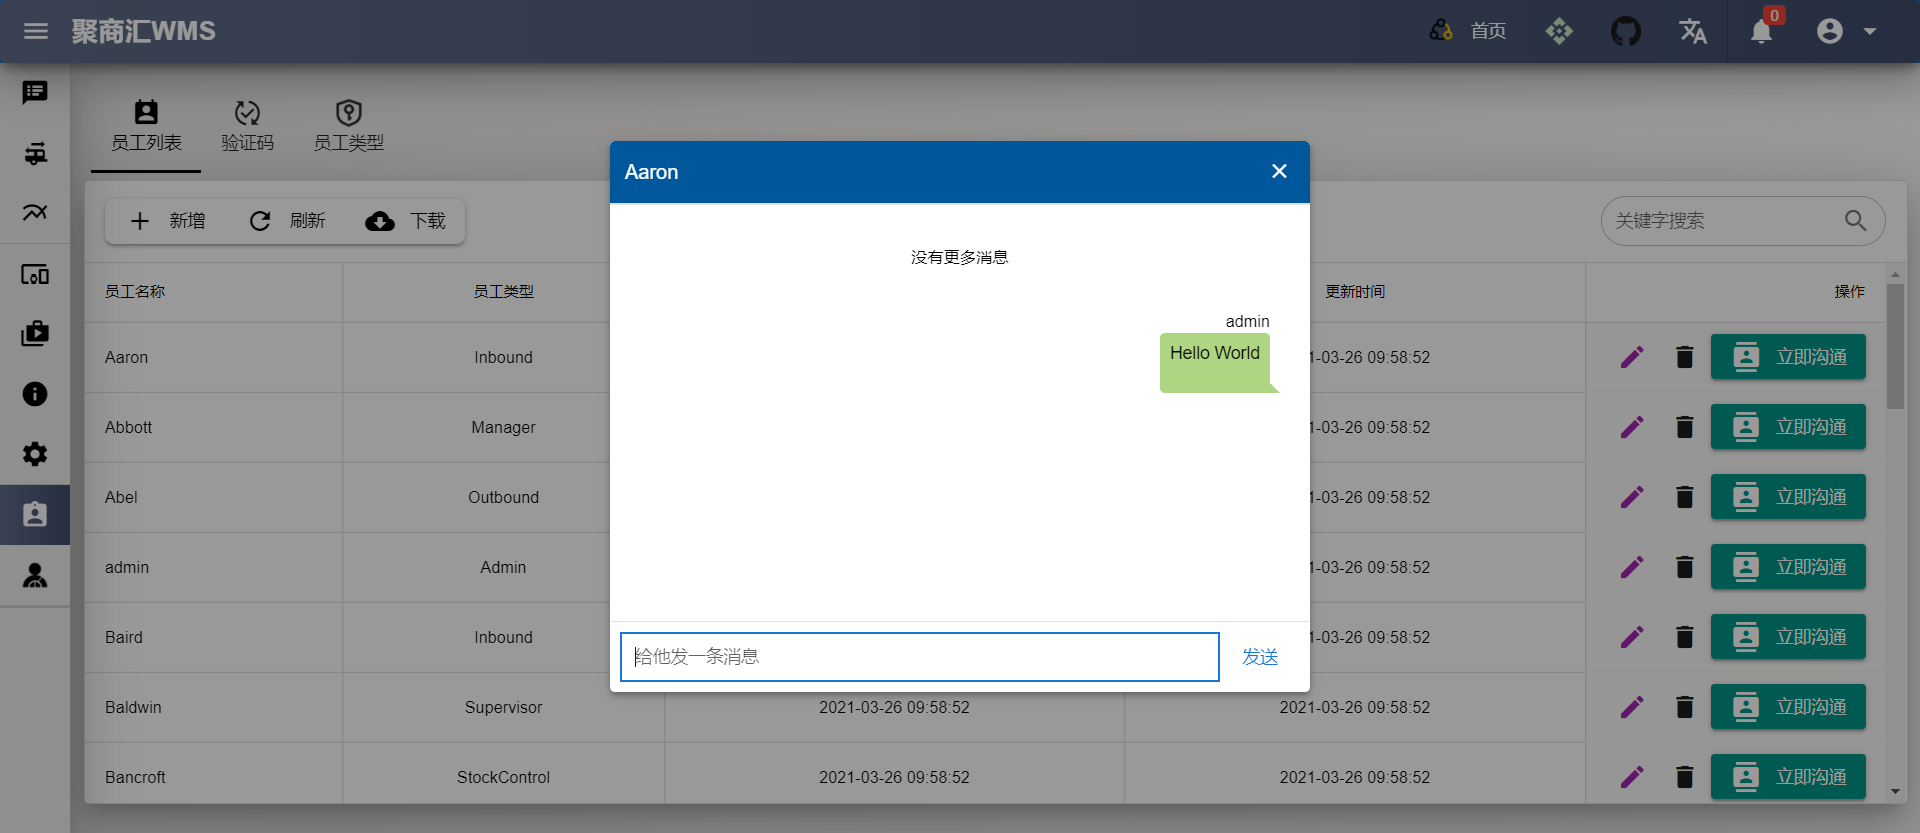 聚商汇WMS
首页
0
员工列表
验证码
员工类型
新增
刷新
下载
关键字搜索
员工名称
员工类型
更新时间
操作
Aaron
Inbound
1-03-26 09:58:52
立即沟通
Abbott
Manager
1-03-26 09:58:52
立即沟通
Abel
Outbound
1-03-26 09:58:52
立即沟通
admin
Admin
1-03-26 09:58:52
立即沟通
Baird
Inbound
1-03-26 09:58:52
立即沟通
Baldwin
Supervisor
2021-03-26 09:58:52
2021-03-26 09:58:52
立即沟通
Bancroft
StockControl
2021-03-26 09:58:52
2021-03-26 09:58:52
立即沟通
Aaron
没有更多消息
admin
Hello World
给他发一条消息
发送